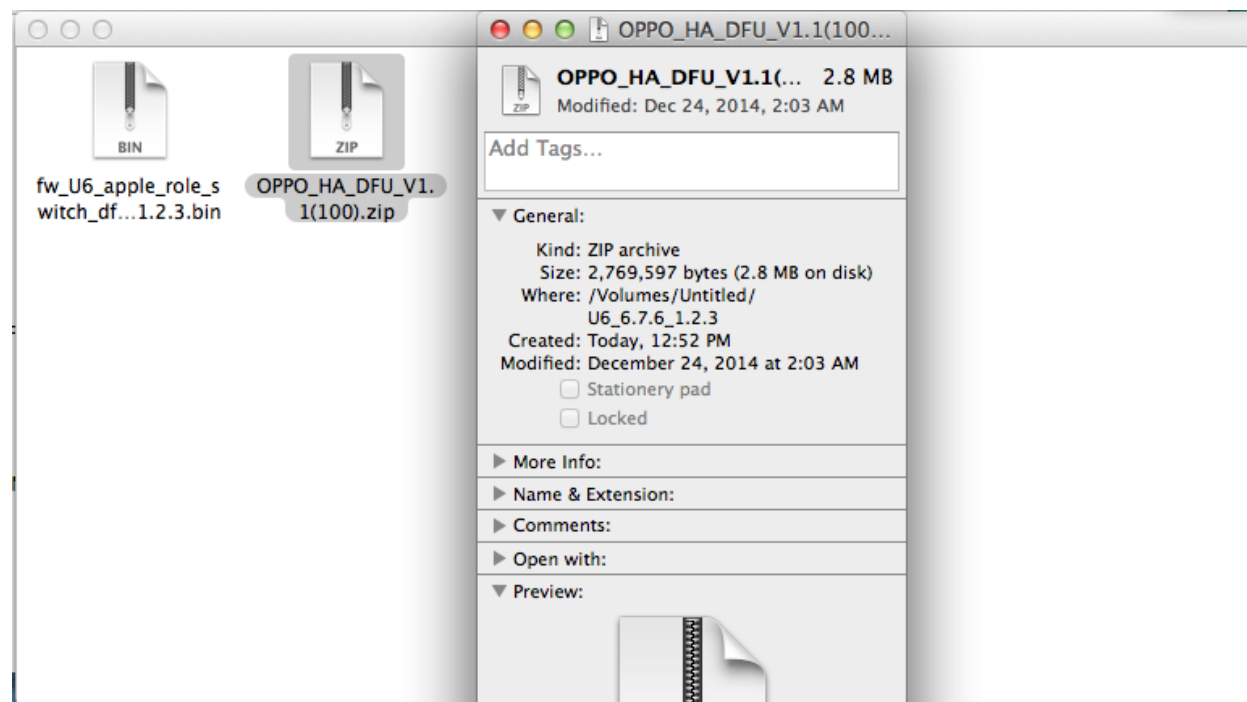 OPPO_HA_DFU_V1.1(100...
BIN
ZIP
fw_U6_apple_role_s
witch_df...1.2.3.bin
OPPO_HA_DFU_V1.
1(100).zip
ZIP
OPPO_HA_DFU_V1.1(... 2.8 MB
Modified: Dec 24, 2014, 2:03 AM
Add Tags...
General:
Kind: ZIP archive
Size: 2,769,597 bytes (2.8 MB on disk)
Where: /Volumes/Untitled/
U6_6.7.6_1.2.3
Created: Today, 12:52 PM
Modified: December 24, 2014 at 2:03 AM
Stationery pad
Locked
More Info:
Name & Extension:
Comments:
Open with:
Preview: